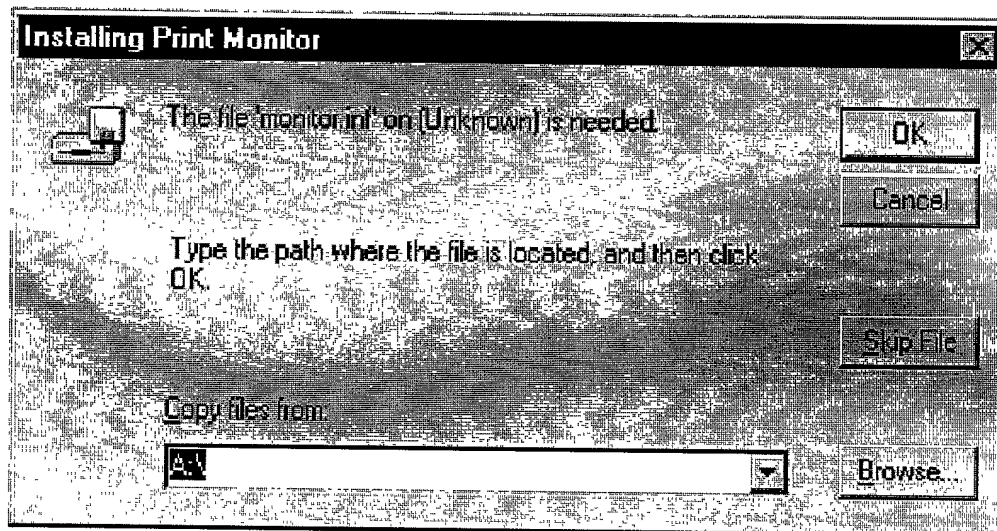 Installing Print Monitor
The file 'monitor.inf' on (Unknown) is needed.
OK
Cancel
Type the path where the file is located, and then click
OK.
Skip File
Copy files from:
A:\
Browse...